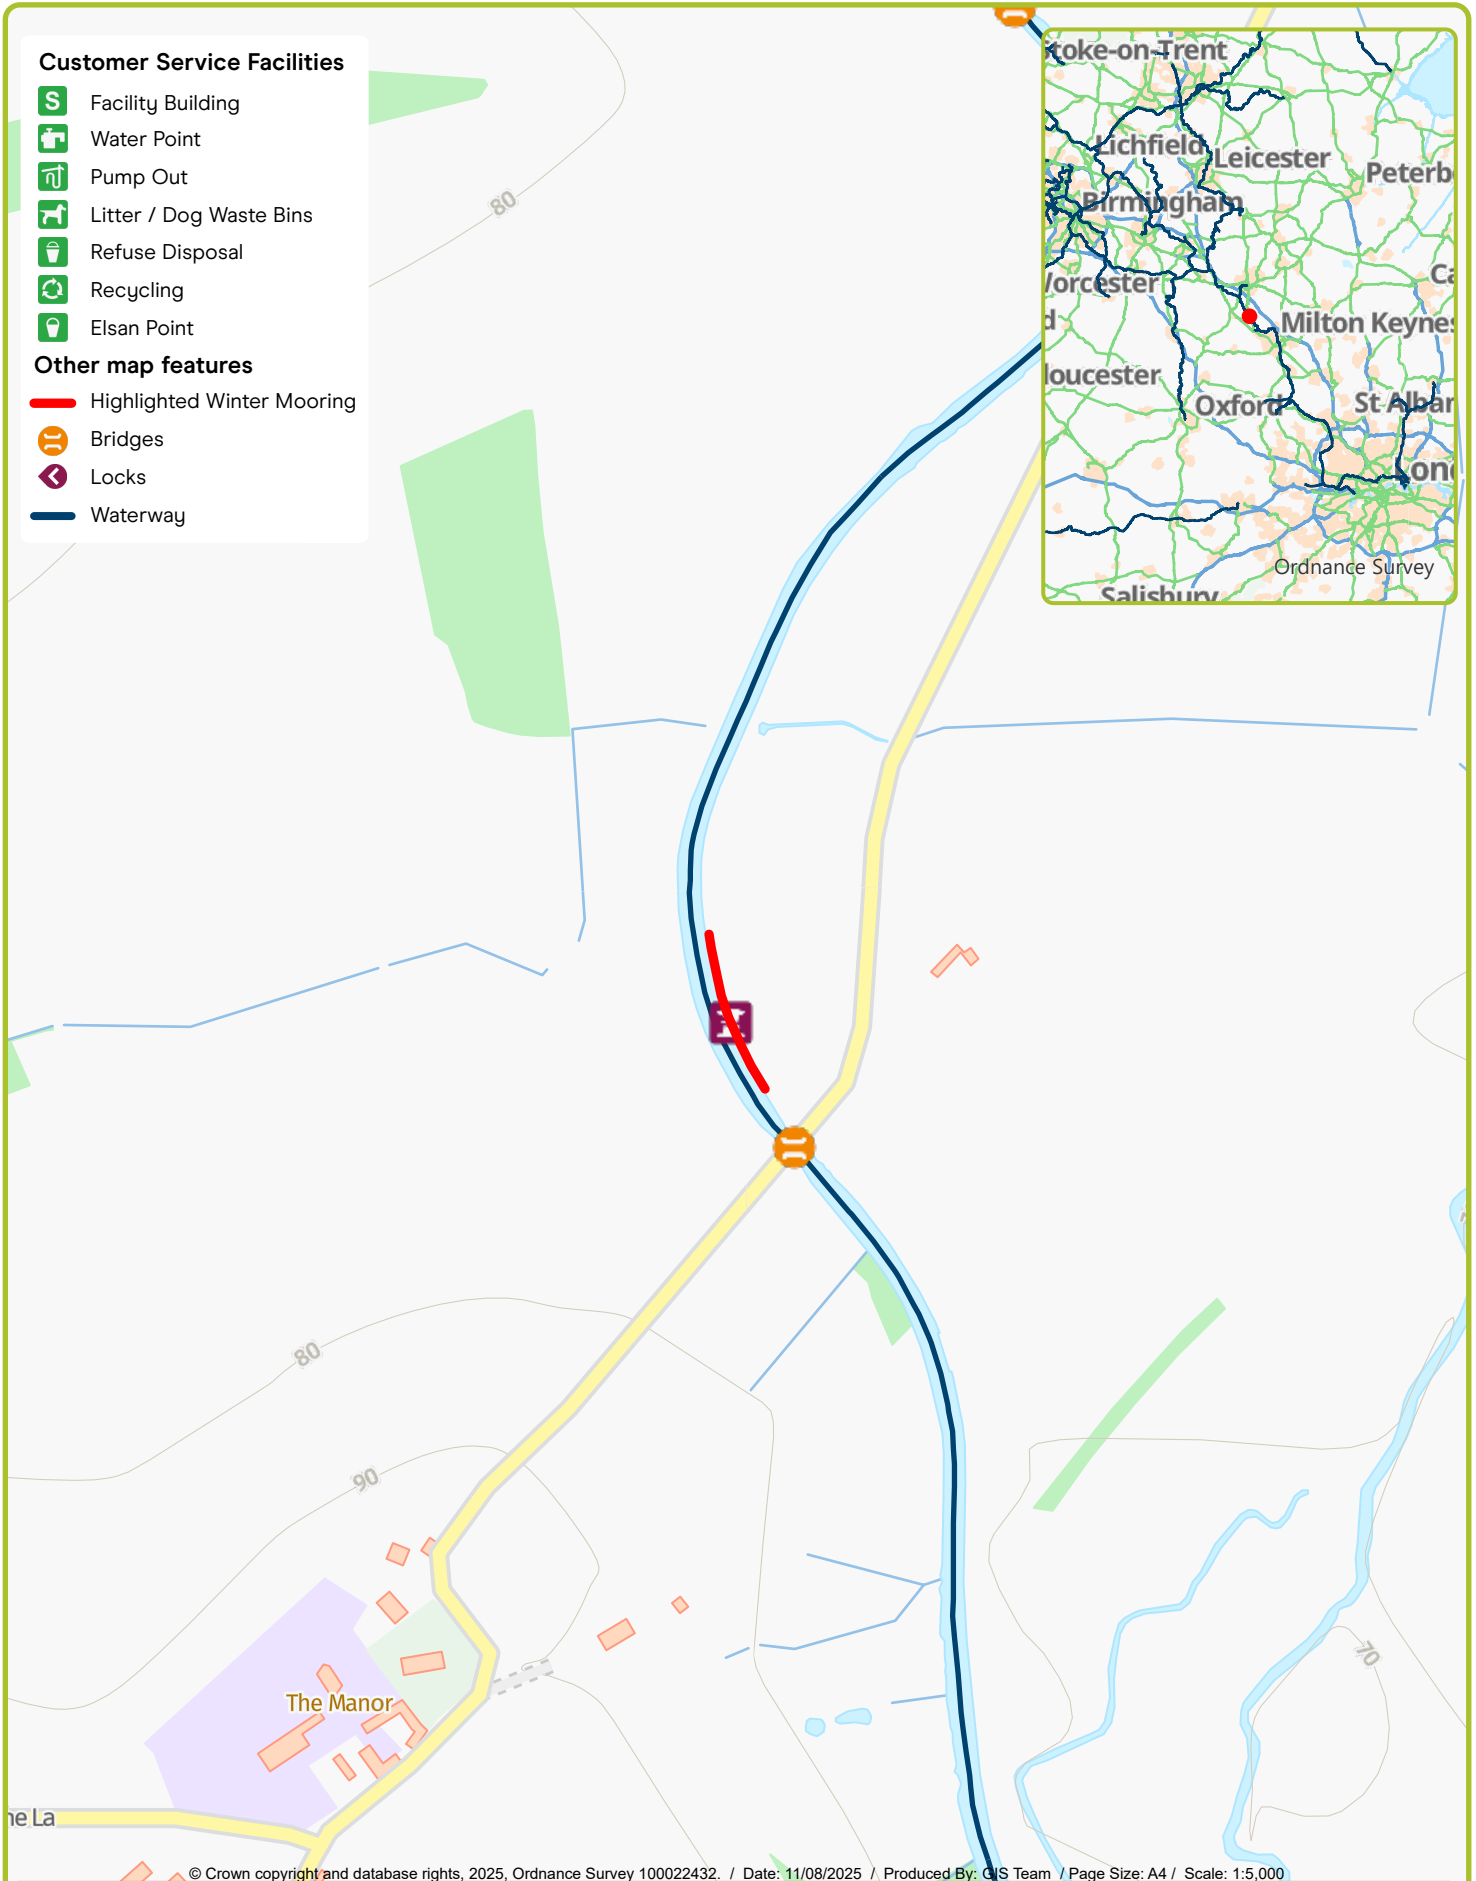 Customer Service Facilities
S
Facility Building
Water Point
Pump Out
Litter / Dog Waste Bins
Refuse Disposal
Recycling
Elsan Point
Other map features
Highlighted Winter Mooring
Bridges
Locks
Waterway
toke-on-Trent
Lichfield
Leicester
Peterb
Birmingham
Ca
orcester
d
Milton Keynes
loucester
Oxford
St Alban
Lond
Ordnance Survey
Salisbury
80
80
90
70
The Manor
ne La
© Crown copyright and database rights, 2025, Ordnance Survey 100022432. / Date: 11/08/2025 / Produced By: GIS Team / Page Size: A4 / Scale: 1:5,000